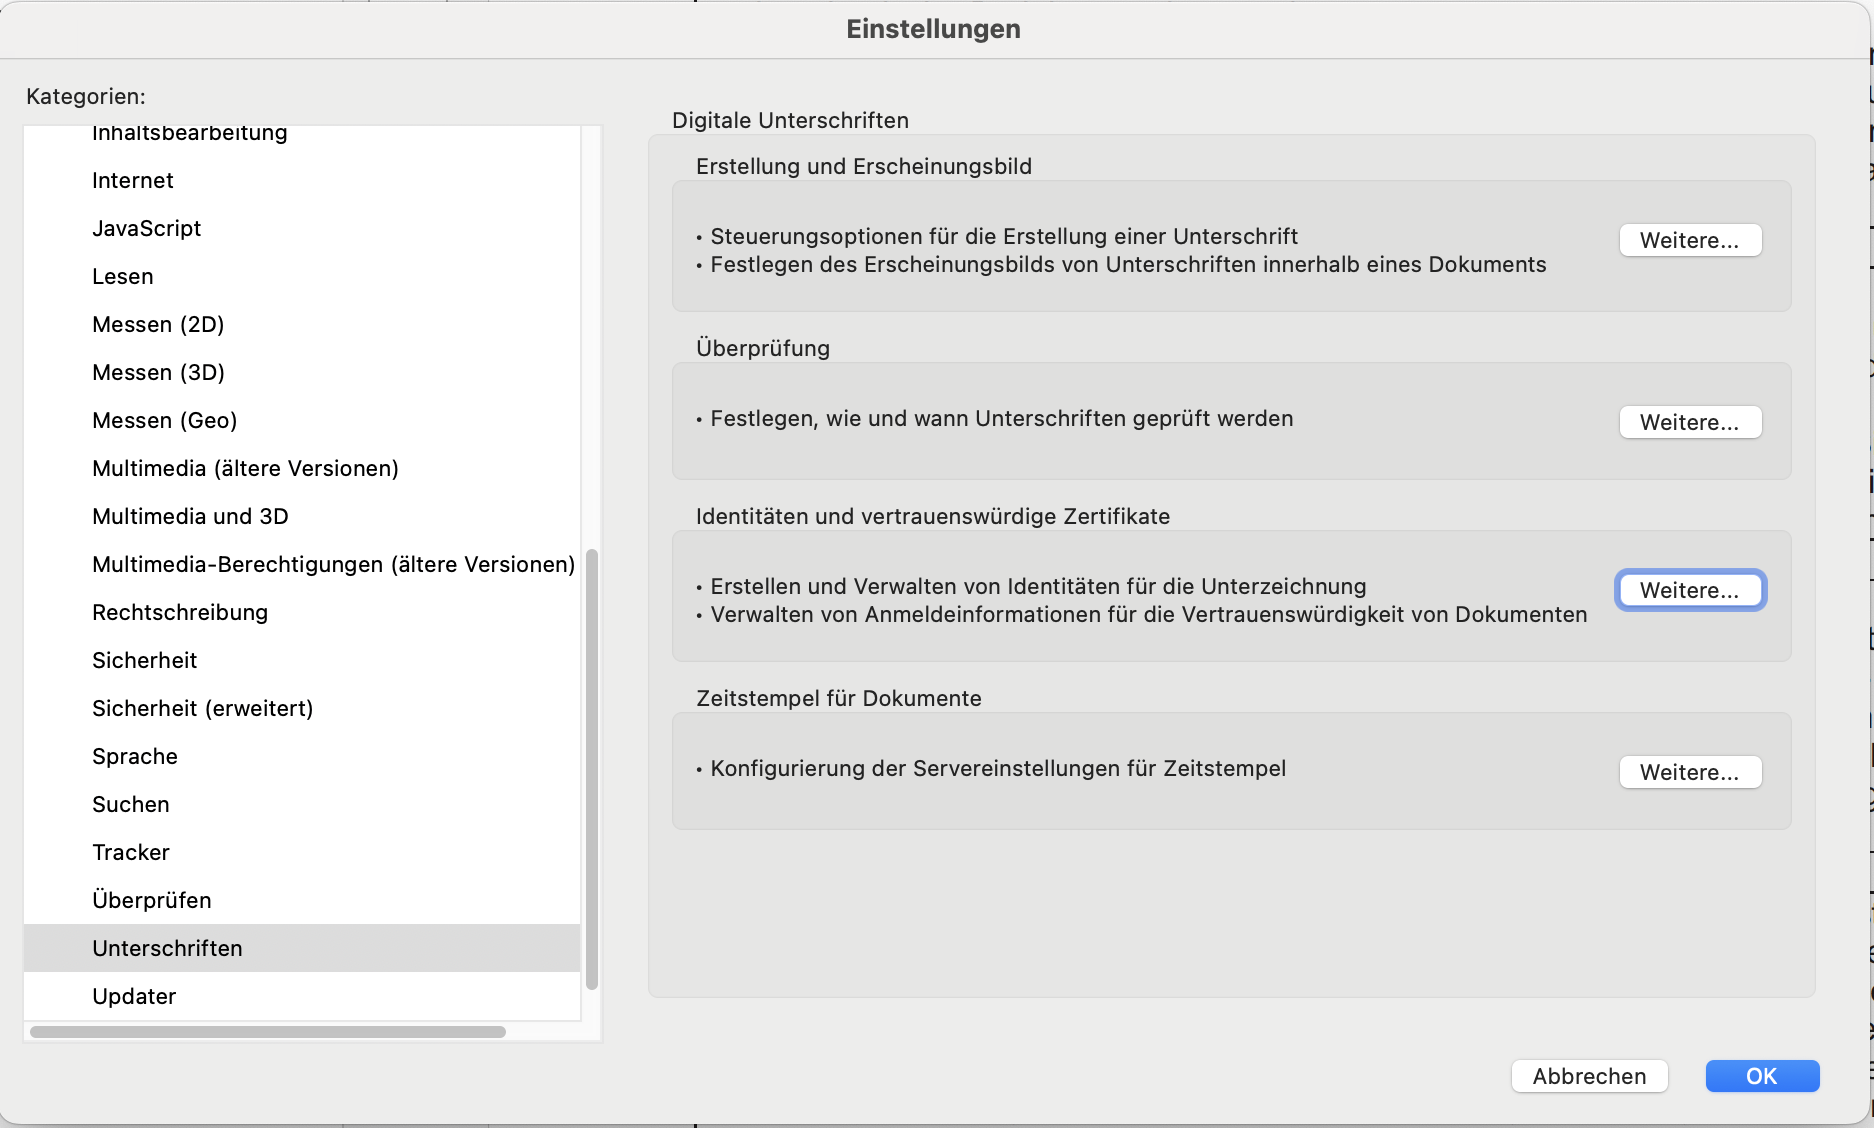 Einstellungen
Kategorien:
Inhaltsbearbeitung
Internet
JavaScript
Lesen
Messen (2D)
Messen (3D)
Messen (Geo)
Multimedia (ältere Versionen)
Multimedia und 3D
Multimedia-Berechtigungen (ältere Versionen)
Rechtschreibung
Sicherheit
Sicherheit (erweitert)
Sprache
Suchen
Tracker
Überprüfen
Unterschriften
Updater
Digitale Unterschriften
Erstellung und Erscheinungsbild
• Steuerungsoptionen für die Erstellung einer Unterschrift
• Festlegen des Erscheinungsbilds von Unterschriften innerhalb eines Dokuments
Weitere...
Überprüfung
• Festlegen, wie und wann Unterschriften geprüft werden
Weitere...
Identitäten und vertrauenswürdige Zertifikate
• Erstellen und Verwalten von Identitäten für die Unterzeichnung
• Verwalten von Anmeldeinformationen für die Vertrauenswürdigkeit von Dokumenten
Weitere...
Zeitstempel für Dokumente
• Konfigurierung der Servereinstellungen für Zeitstempel
Weitere...
Abbrechen
OK